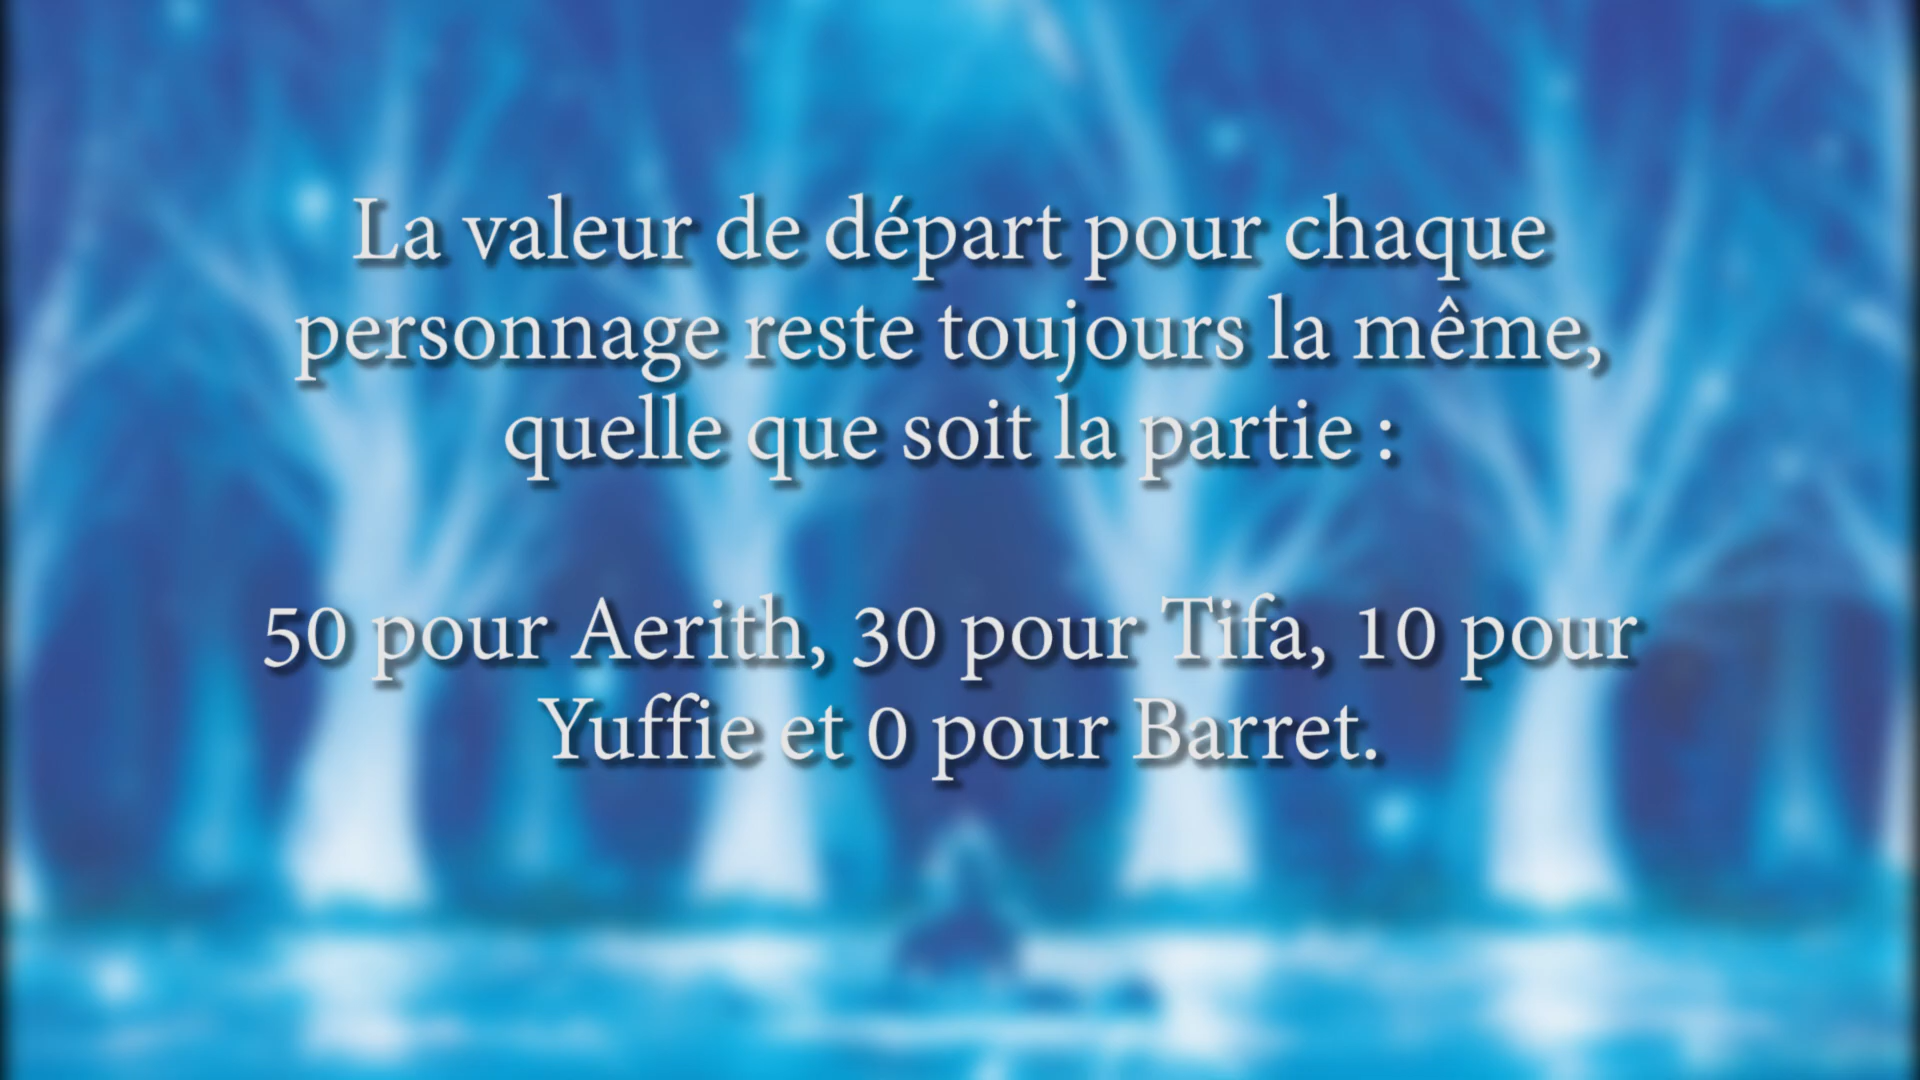 La valeur de départ pour chaque
personnage reste toujours la même,
quelle que soit la partie :
50 pour Aerith, 30 pour Tifa, 10 pour
Yuffie et 0 pour Barret.